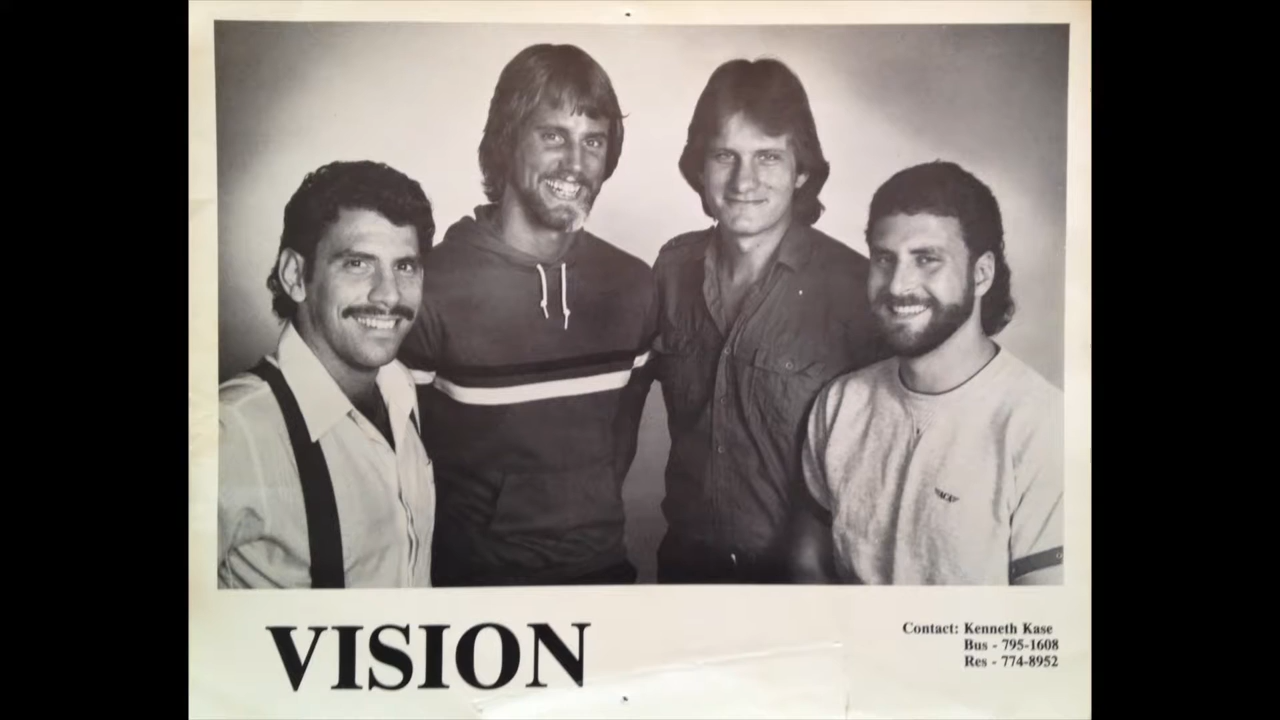 VISION
Contact: Kenneth Kase
Bus - 795-1608
Res - 774-8952